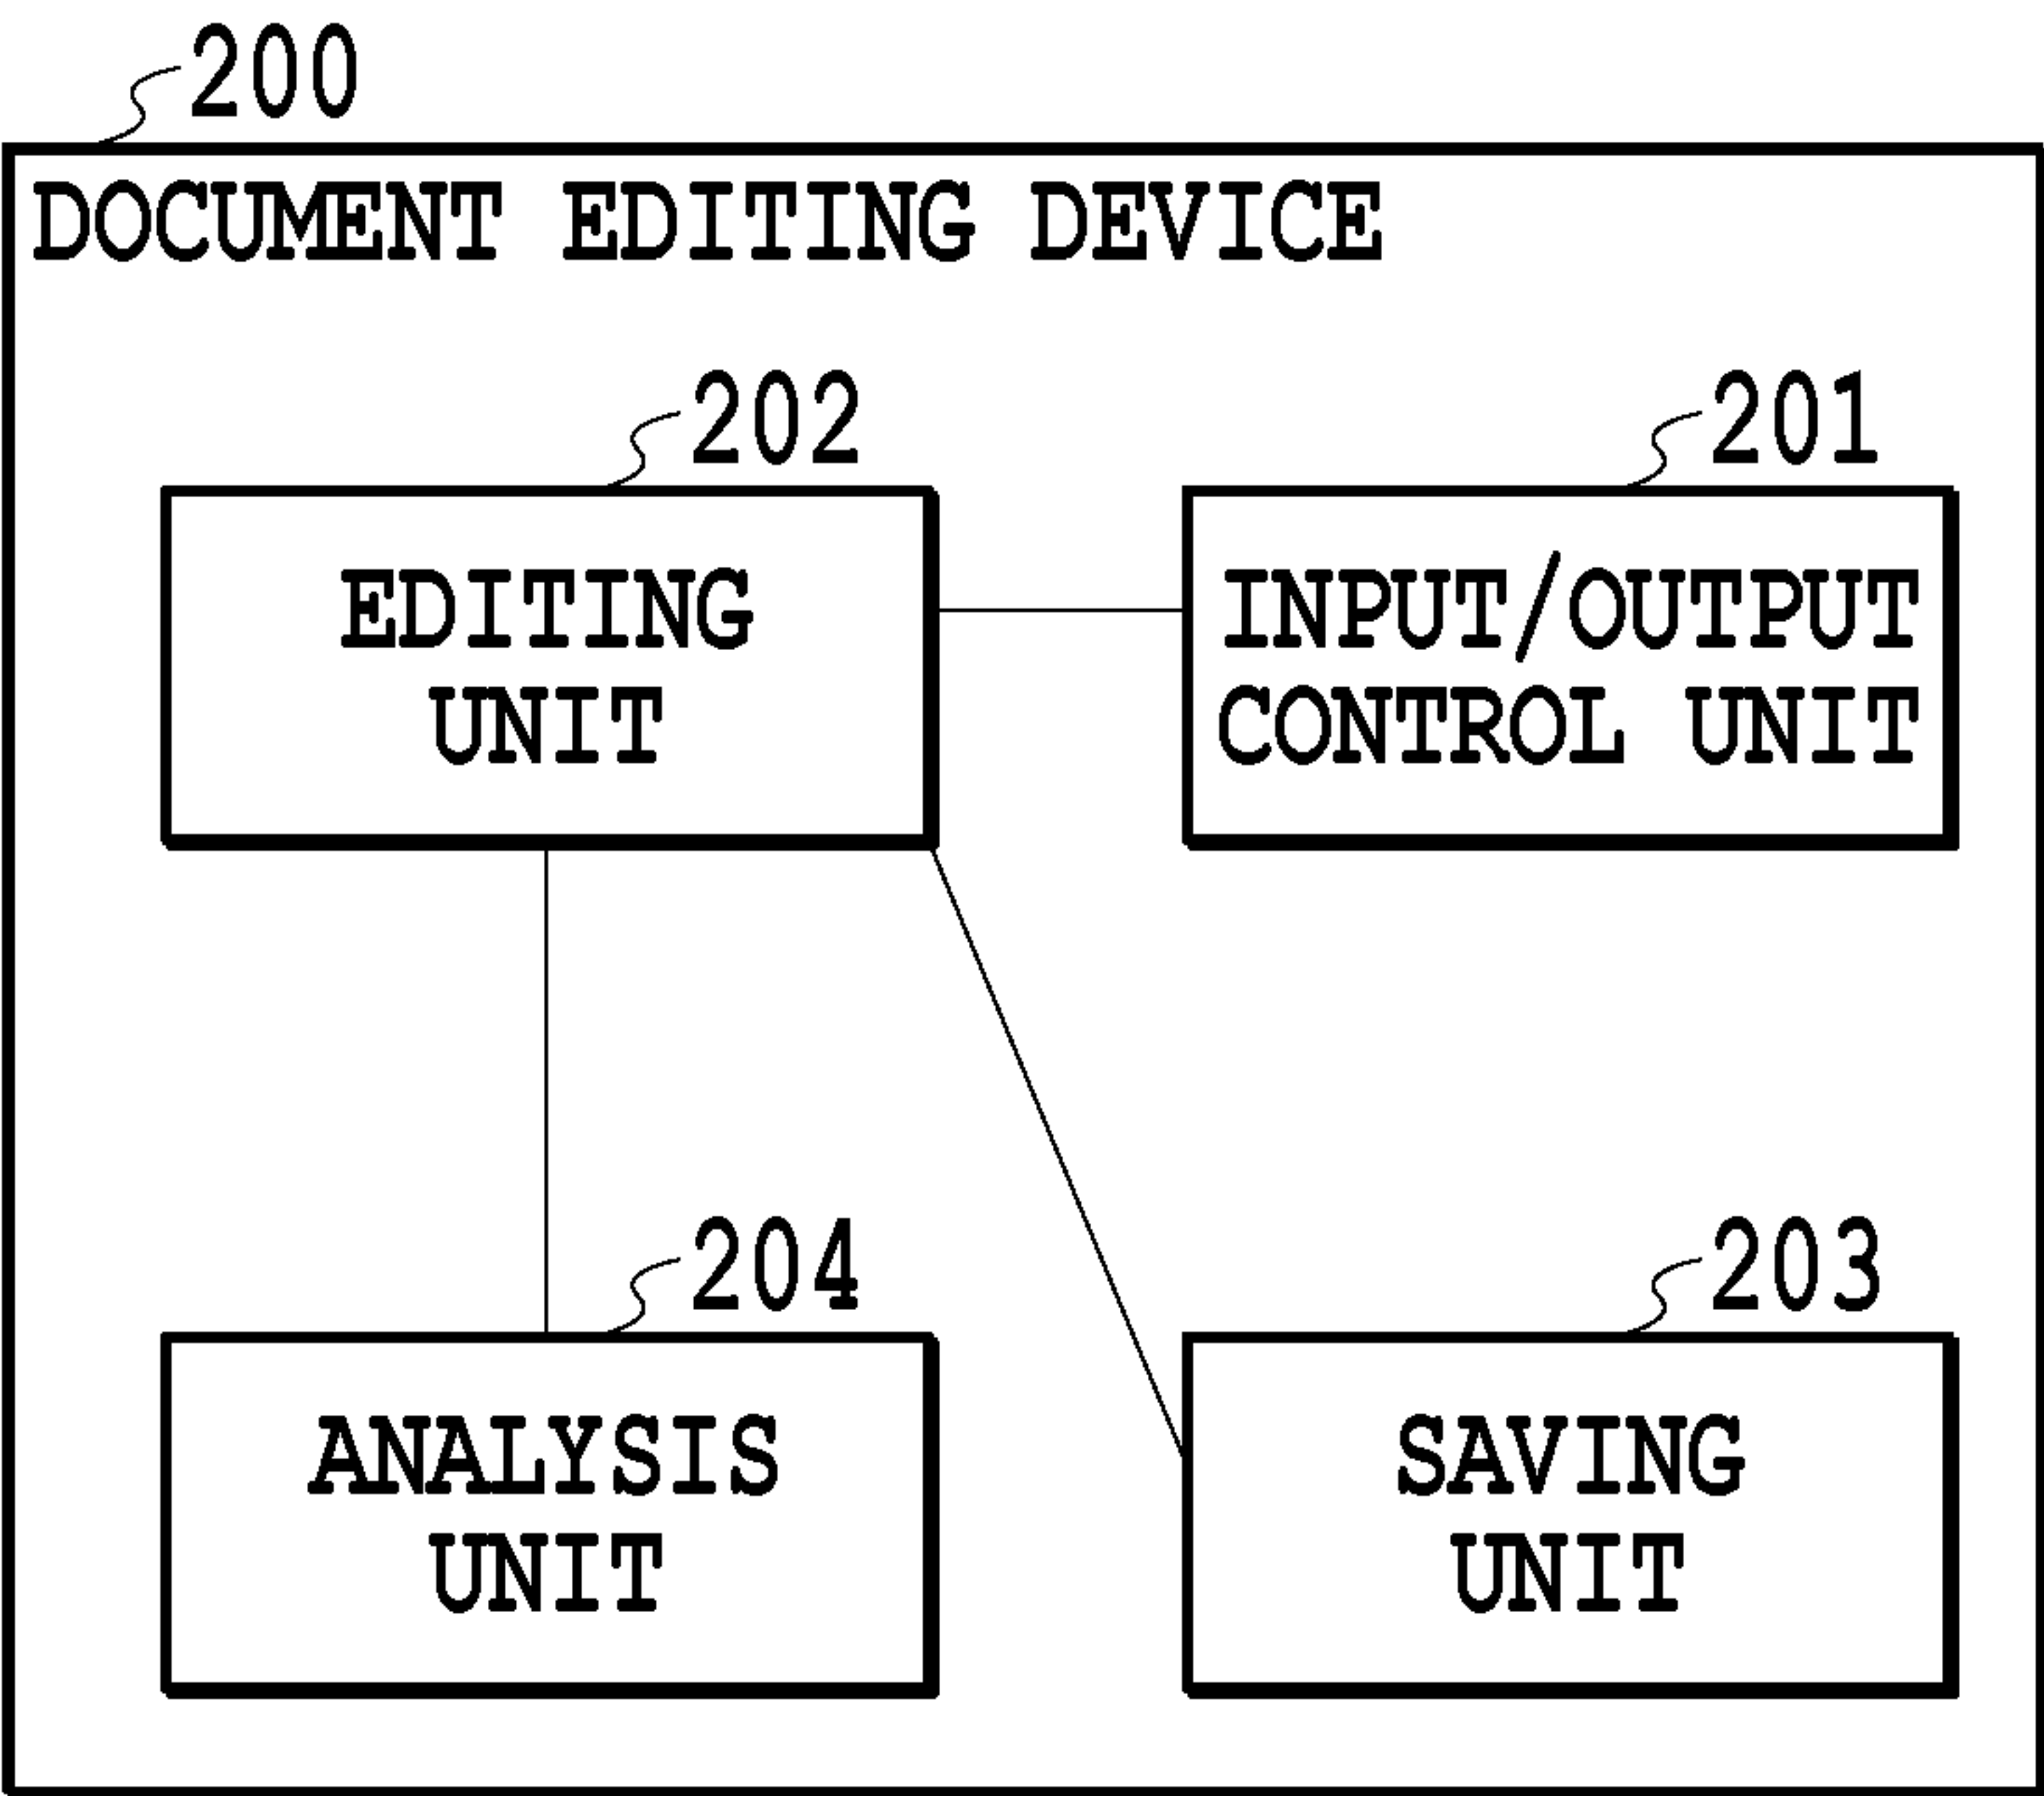 200
DOCUMENT EDITING DEVICE
202
201
EDITING
UNIT
INPUT/OUTPUT
CONTROL UNIT
204
203
ANALYSIS
UNIT
SAVING
UNIT